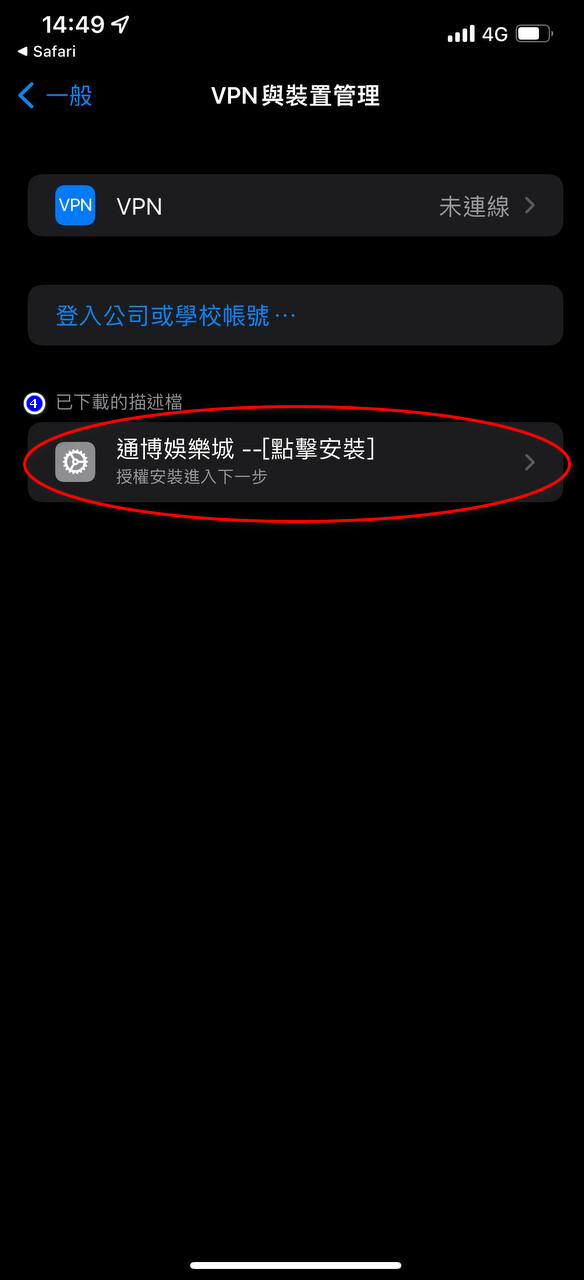 14:49
4G
◀ Safari
一般
VPN與裝置管理
VPN
VPN
未連線
登入公司或學校帳號⋯
4
已下載的描述檔
通博娛樂城 --[點擊安裝]
授權安裝進入下一步